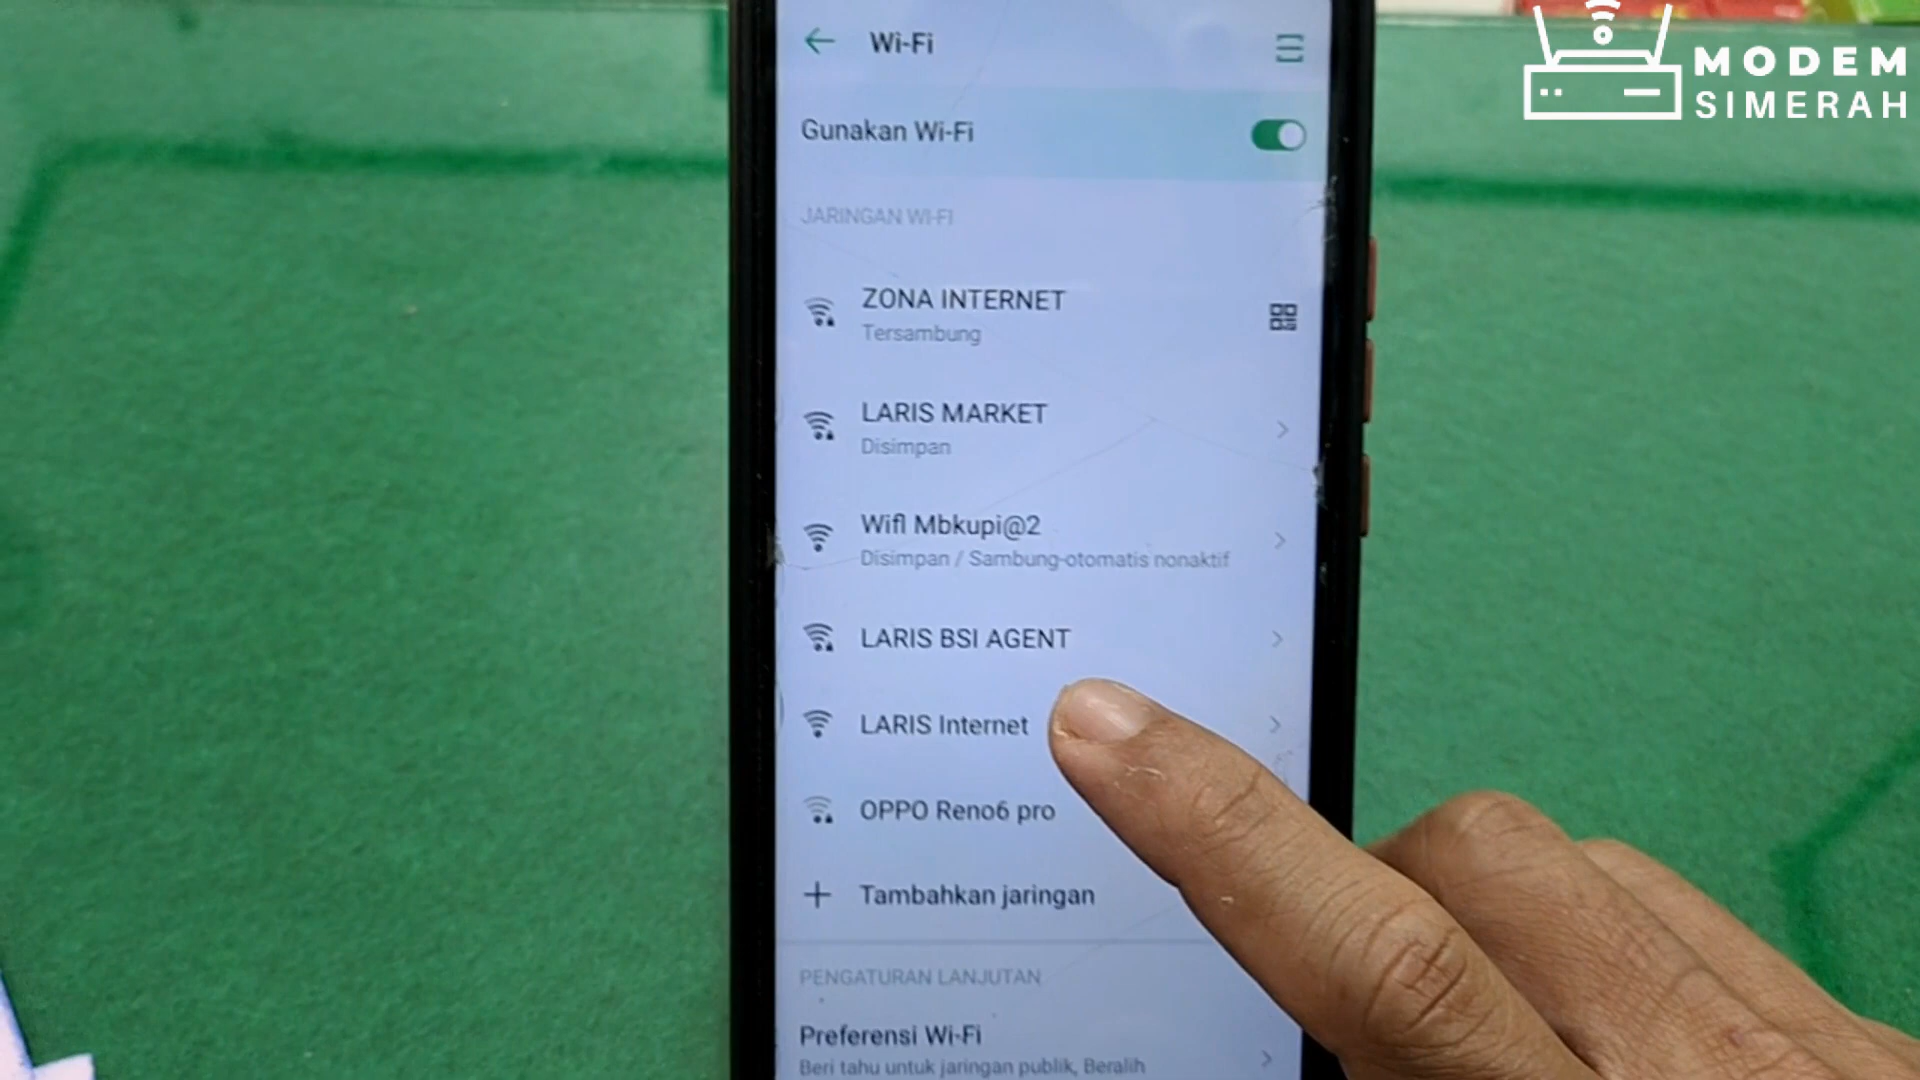 Wi-Fi
MODEM
SIMERAH
Gunakan Wi-Fi
JARINGAN WI-FI
ZONA INTERNET
Tersambung
LARIS MARKET
Disimpan
Wifl Mbkupi@2
Disimpan / Sambung-otomatis nonaktif
LARIS BSI AGENT
LARIS Internet
OPPO Reno6 pro
Tambahkan jaringan
PENGATURAN LANJUTAN
Preferensi Wi-Fi
Beri tahu untuk jaringan publik, Beralih